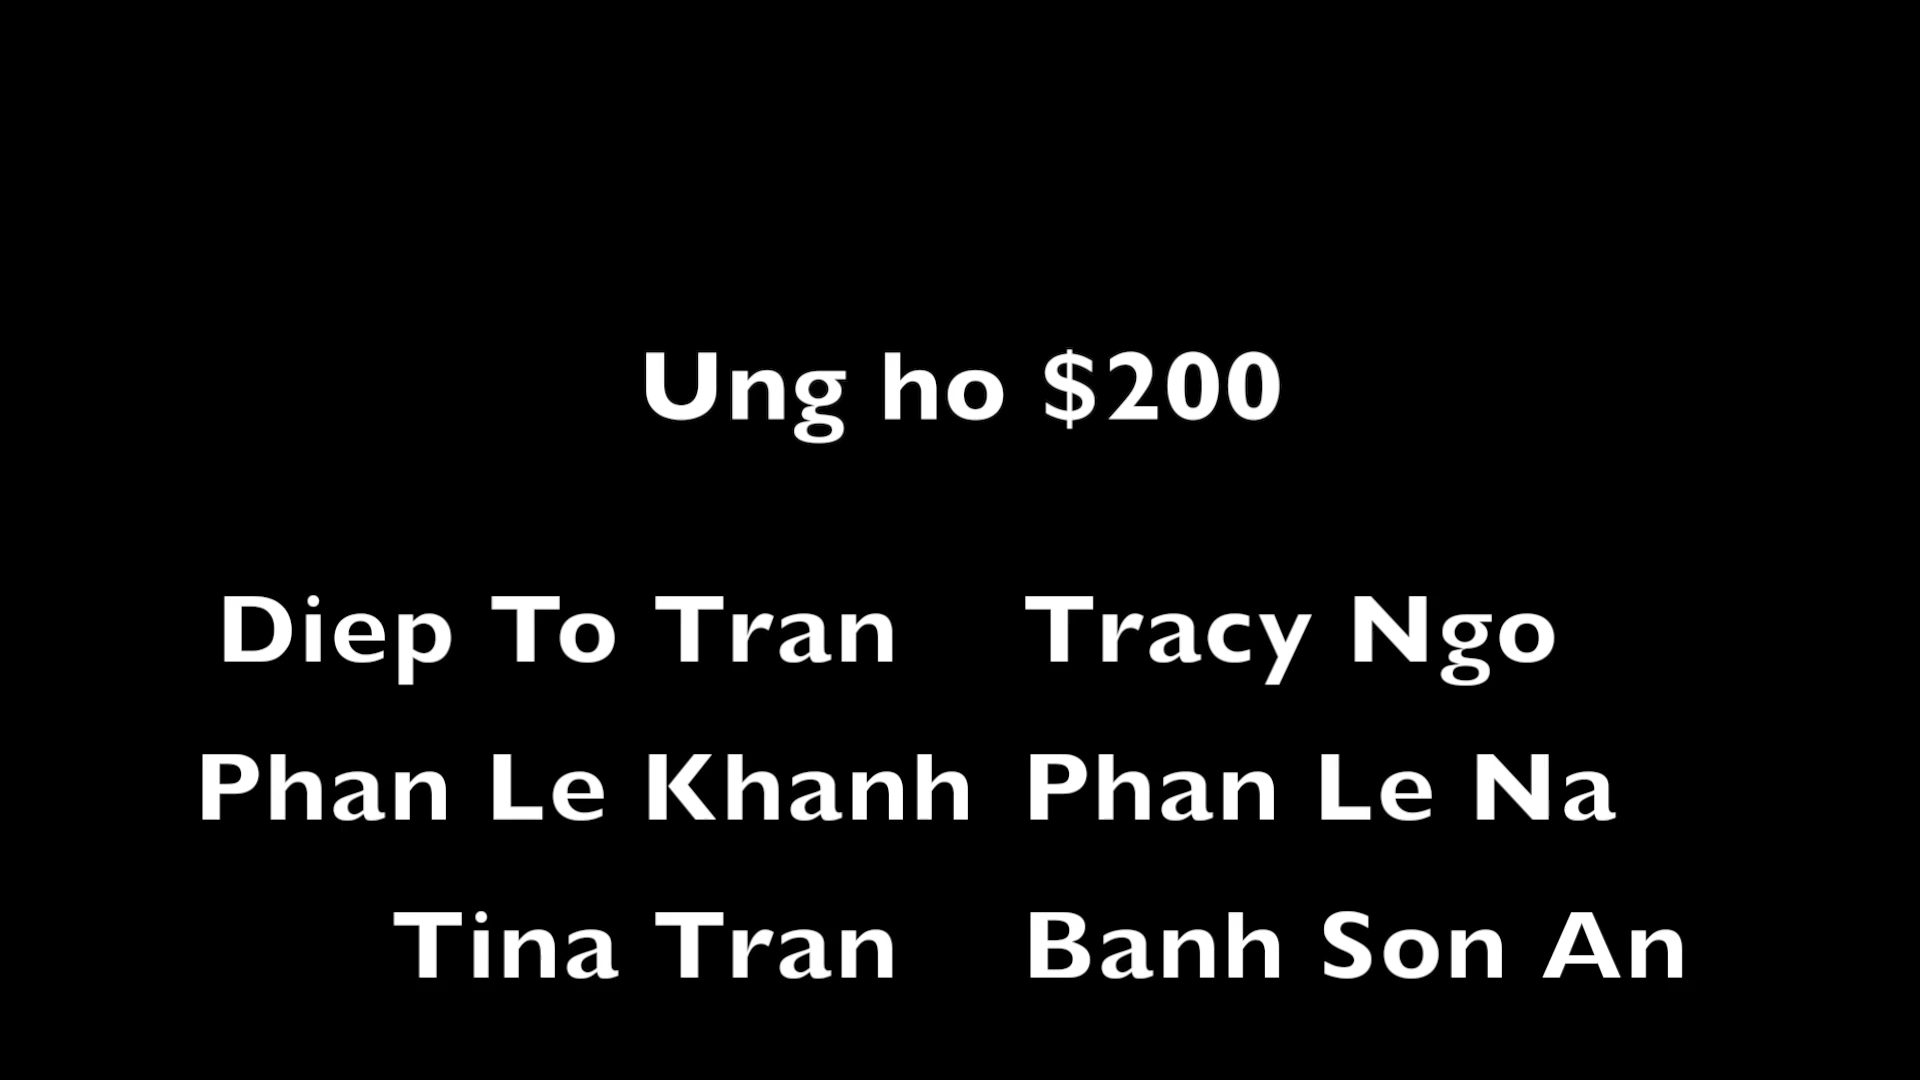 Ung ho $200
Diep To Tran Tracy Ngo
Phan Le Khanh Phan Le Na
Tina Tran Banh Son An